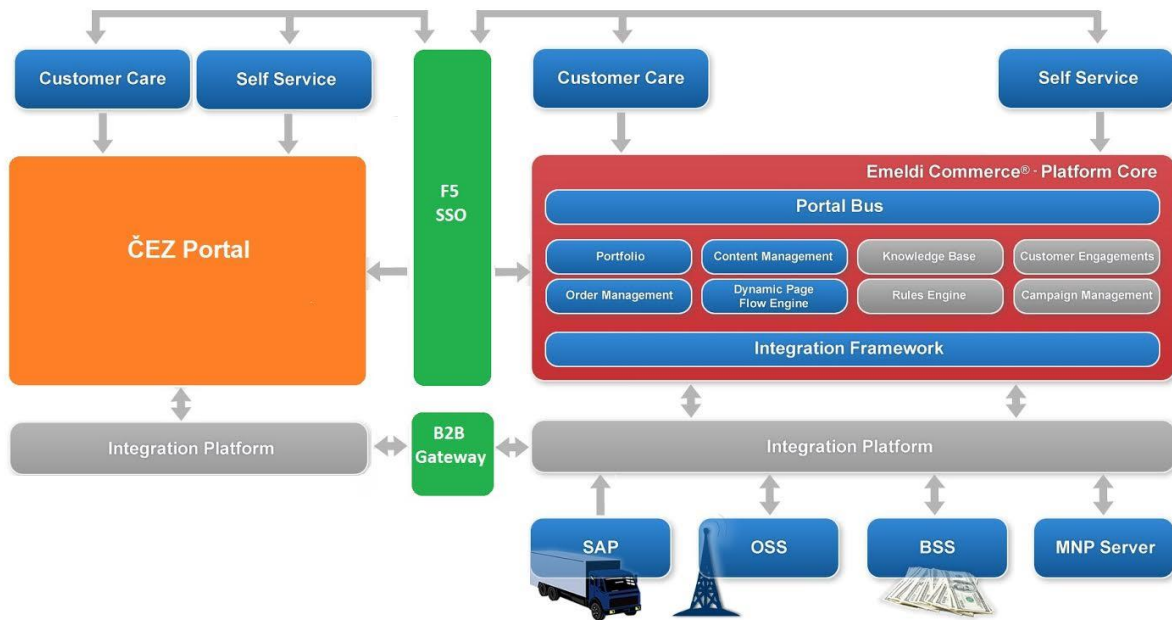 Customer Care
Self Service
Customer Care
Self Service
F5
SSO
ČEZ Portal
Emeldi Commerce® - Platform Core
Portal Bus
Portfolio
Content Management
Knowledge Base
Customer Engagements
Order Management
Dynamic Page
Flow Engine
Rules Engine
Campaign Management
Integration Framework
Integration Platform
B2B
Gateway
Integration Platform
SAP
OSS
BSS
MNP Server